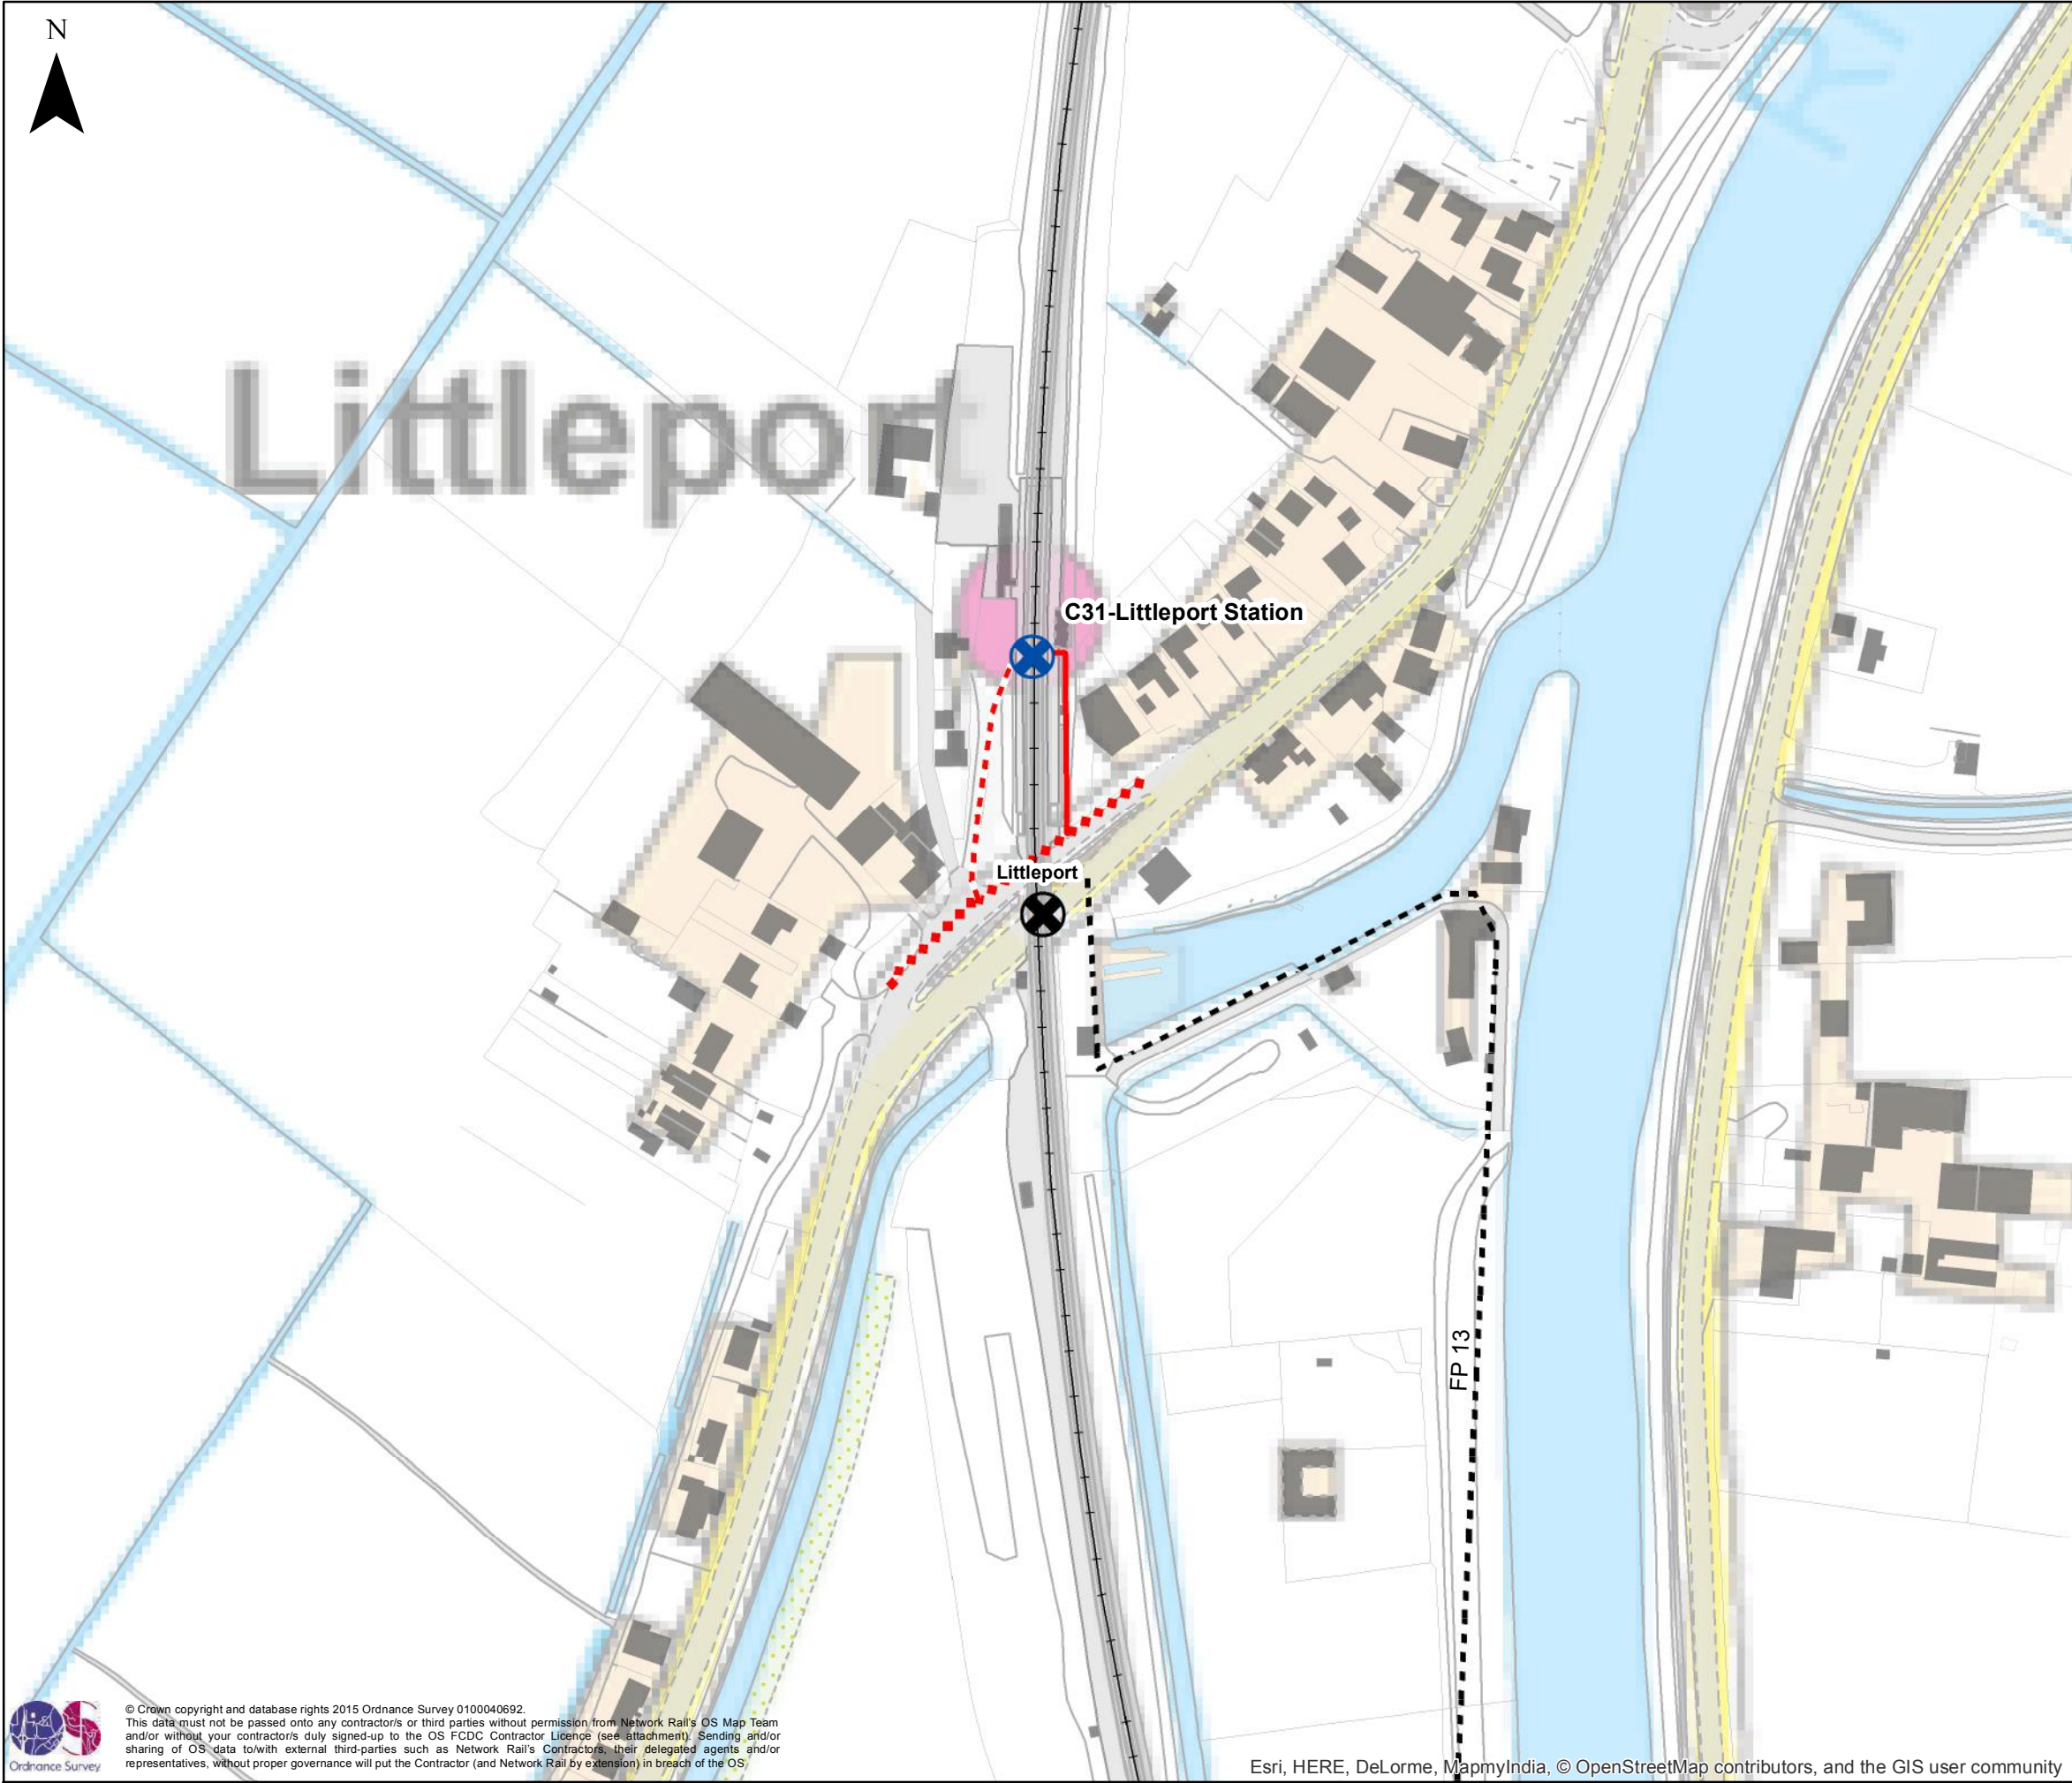 N
Littleport
C31-Littleport Station
Littleport
FP 13
© Crown copyright and database rights 2015 Ordnance Survey 0100040692.
This data must not be passed onto any contractor/s or third parties without permission from Network Rail's OS Map Team
and/or without your contractor/s duly signed-up to the OS FCDC Contractor Licence (see attachment). Sending and/or
sharing of OS data to/with external third-parties such as Network Rail's Contractors, their delegated agents and/or
representatives, without proper governance will put the Contractor (and Network Rail by extension) in breach of the OS
Ordnance Survey
Esri, HERE, DeLorme, MapmyIndia, © OpenStreetMap contributors, and the GIS user community